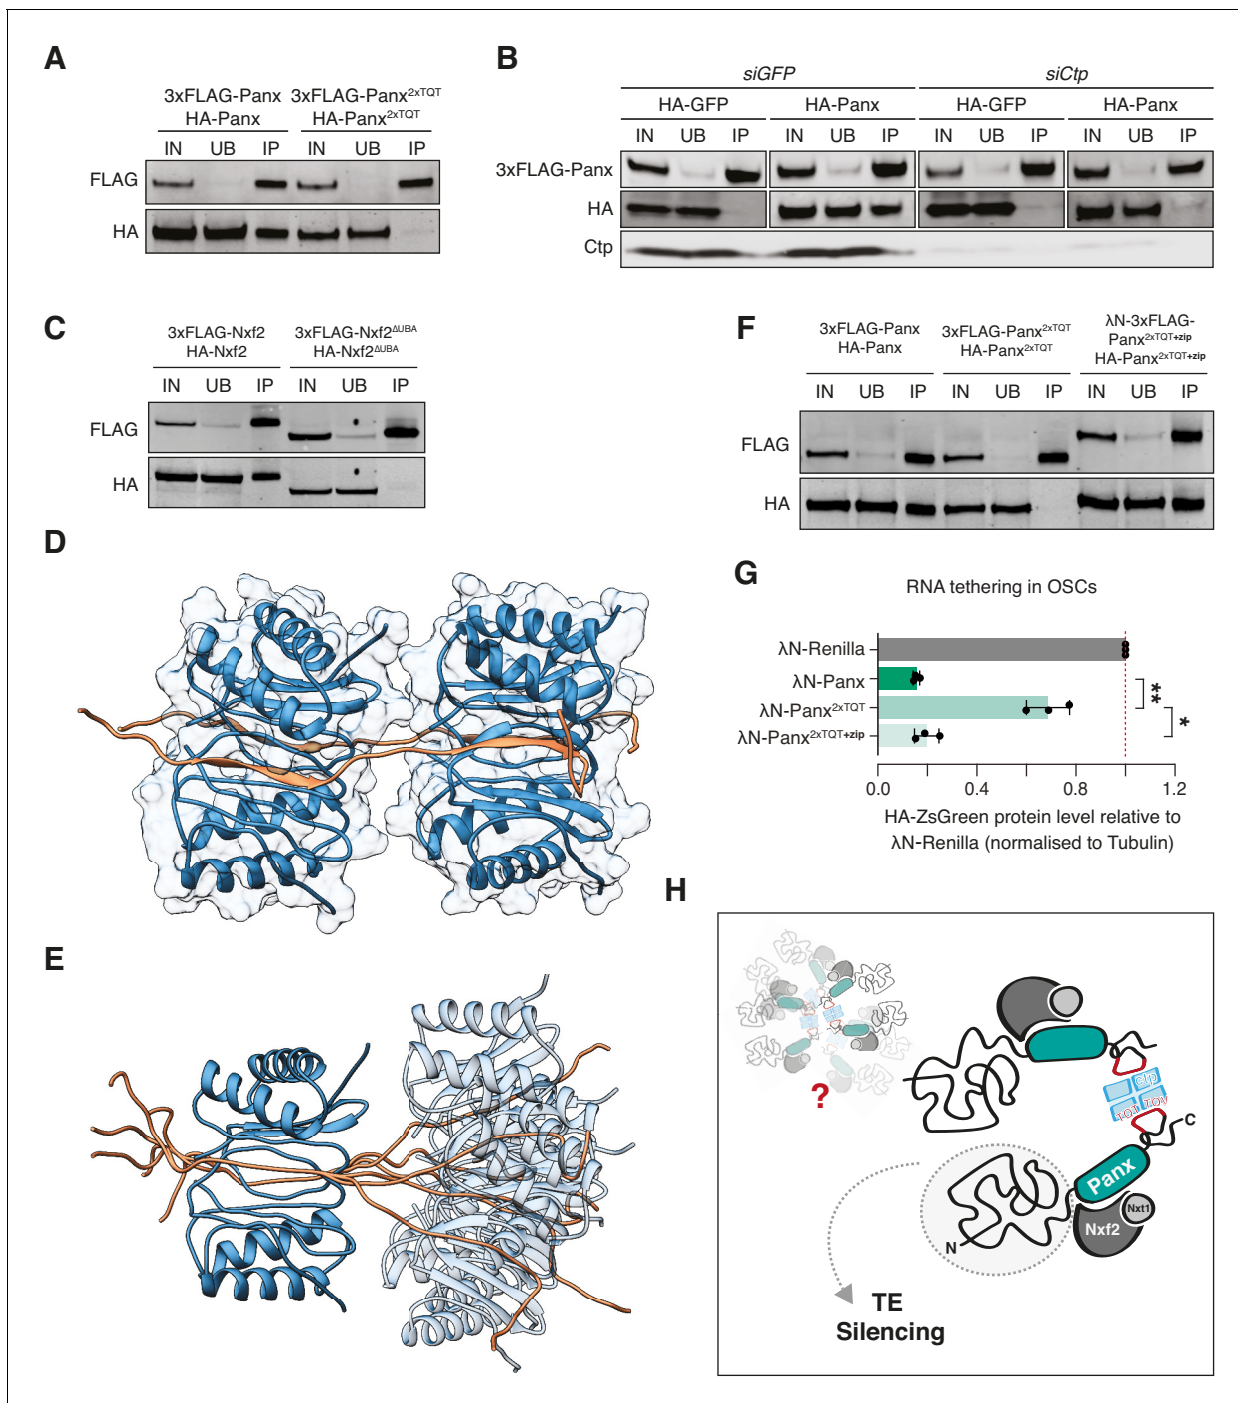 A
3xFLAG-Panx 3xFLAG-Panx2xTQT
HA-Panx HA-Panx2xTQT
IN UB IP IN UB IP
FLAG
HA
B
siGFP siCtp
HA-GFP HA-Panx HA-GFP HA-Panx
IN UB IP IN UB IP IN UB IP IN UB IP
3xFLAG-Panx
HA
Ctp
C
3xFLAG-Nxf2 3xFLAG-Nxf2ΔUBA
HA-Nxf2 HA-Nxf2ΔUBA
IN UB IP IN UB IP
FLAG
HA
D
E
F
3xFLAG-Panx 3xFLAG-Panx2xTQT λN-3xFLAG-
HA-Panx HA-Panx2xTQT Panx2xTQT+zip
HA-Panx2xTQT+zip
IN UB IP IN UB IP IN UB IP
FLAG
HA
G
RNA tethering in OSCs
λN-Renilla
λN-Panx
λN-Panx2xTQT
λN-Panx2xTQT+zip
**
*
0.0 0.4 0.8 1.2
HA-ZsGreen protein level relative to
λN-Renilla (normalised to Tubulin)
H
?
Ctp
TQT TQV
C
Panx
Nxt1
Nxf2
N
TE
Silencing